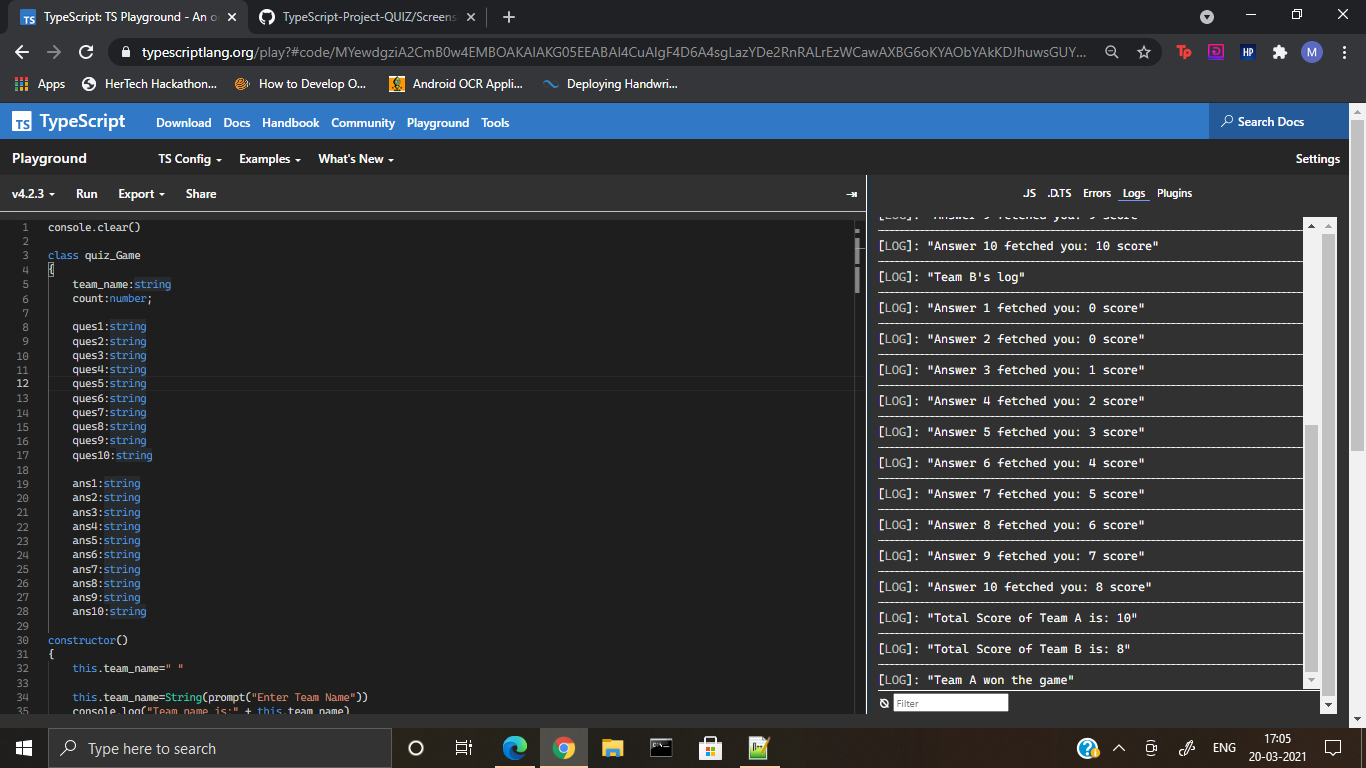 TypeScript: TS Playground - An o
TypeScript-Project-QUIZ/Screens
typescriptlang.org/play?#code/MYewdgziA2CmB0w4EMBOAKAIAKG05EEABAI4CuAIgF4D6A4sgLazYDe2RnRALrEzWCawAXBG6oKYAObYAkKDJhuwsGUY...
Apps
HerTech Hackathon...
How to Develop O...
Android OCR Appli...
Deploying Handwri...
TS TypeScript
Download
Docs
Handbook
Community
Playground
Tools
Search Docs
Playground
TS Config
Examples
What's New
Settings
v4.2.3
Run
Export
Share
.JS
.D.TS
Errors
Logs
Plugins
1 console.clear()
2
3 class quiz_Game
4 {
5 team_name:string
6 count:number;
7
8 ques1:string
9 ques2:string
10 ques3:string
11 ques4:string
12 ques5:string
13 ques6:string
14 ques7:string
15 ques8:string
16 ques9:string
17 ques10:string
18
19 ans1:string
20 ans2:string
21 ans3:string
22 ans4:string
23 ans5:string
24 ans6:string
25 ans7:string
26 ans8:string
27 ans9:string
28 ans10:string
29
30 constructor()
31 {
32 this.team_name=" "
33
34 this.team_name=String(prompt("Enter Team Name"))
35 console.log("Team name is:" + this.team_name)
[LOG]: "Answer 9 fetched you: 9 score"
[LOG]: "Answer 10 fetched you: 10 score"
[LOG]: "Team B's log"
[LOG]: "Answer 1 fetched you: 0 score"
[LOG]: "Answer 2 fetched you: 0 score"
[LOG]: "Answer 3 fetched you: 1 score"
[LOG]: "Answer 4 fetched you: 2 score"
[LOG]: "Answer 5 fetched you: 3 score"
[LOG]: "Answer 6 fetched you: 4 score"
[LOG]: "Answer 7 fetched you: 5 score"
[LOG]: "Answer 8 fetched you: 6 score"
[LOG]: "Answer 9 fetched you: 7 score"
[LOG]: "Answer 10 fetched you: 8 score"
[LOG]: "Total Score of Team A is: 10"
[LOG]: "Total Score of Team B is: 8"
[LOG]: "Team A won the game"
Filter
Type here to search
ENG
17:05
20-03-2021